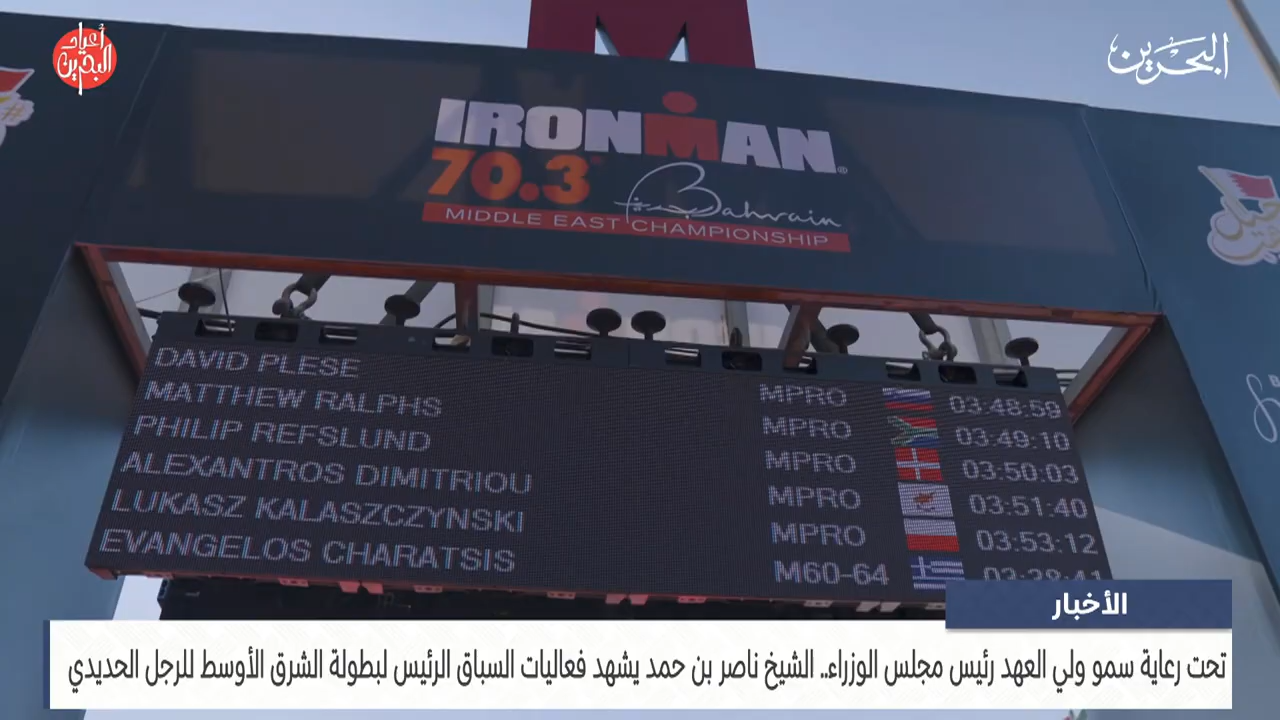 أعياد
البحرين
البحرين
IRONMAN
70.3 Bahrain
MIDDLE EAST CHAMPIONSHIP
DAVID PLESE MPRO 03:48:59
MATTHEW RALPHS MPRO 03:49:10
PHILIP REFSLUND MPRO 03:50:03
ALEXANTROS DIMITRIOU MPRO 03:51:40
LUKASZ KALASZCZYNSKI MPRO 03:53:12
EVANGELOS CHARATSIS M60-64
الأخبار
تحت رعاية سمو ولي العهد رئيس مجلس الوزراء.. الشيخ ناصر بن حمد يشهد فعاليات السباق الرئيس لبطولة الشرق الأوسط للرجل الحديدي